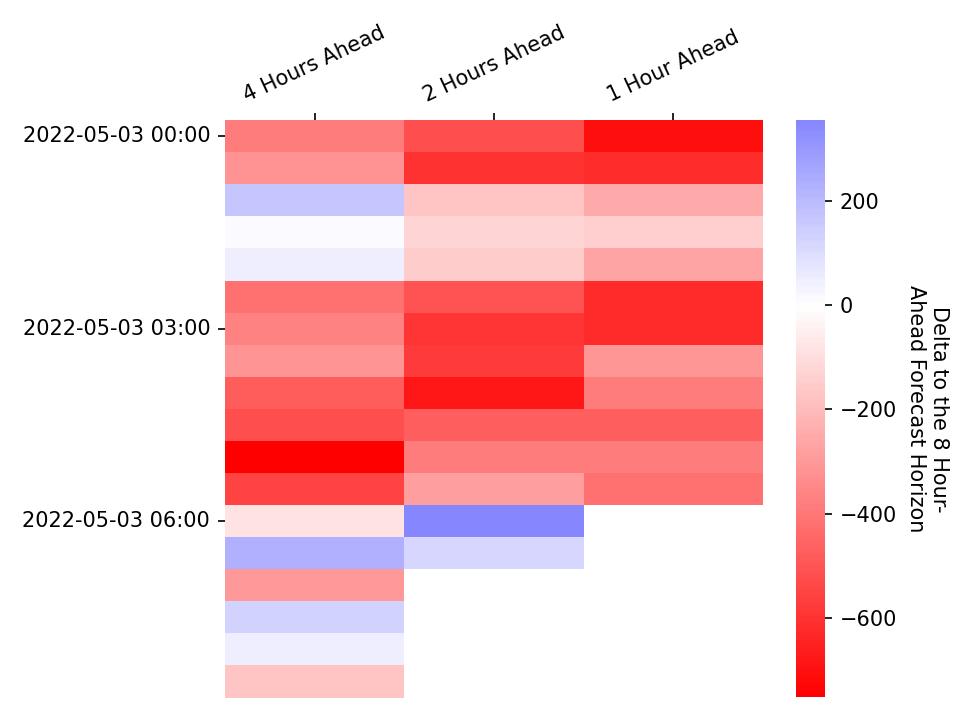 4 Hours Ahead
2 Hours Ahead
1 Hour Ahead
2022-05-03 00:00
2022-05-03 03:00
2022-05-03 06:00
200
0
−200
−400
−600
Delta to the 8 Hour-
Ahead Forecast Horizon